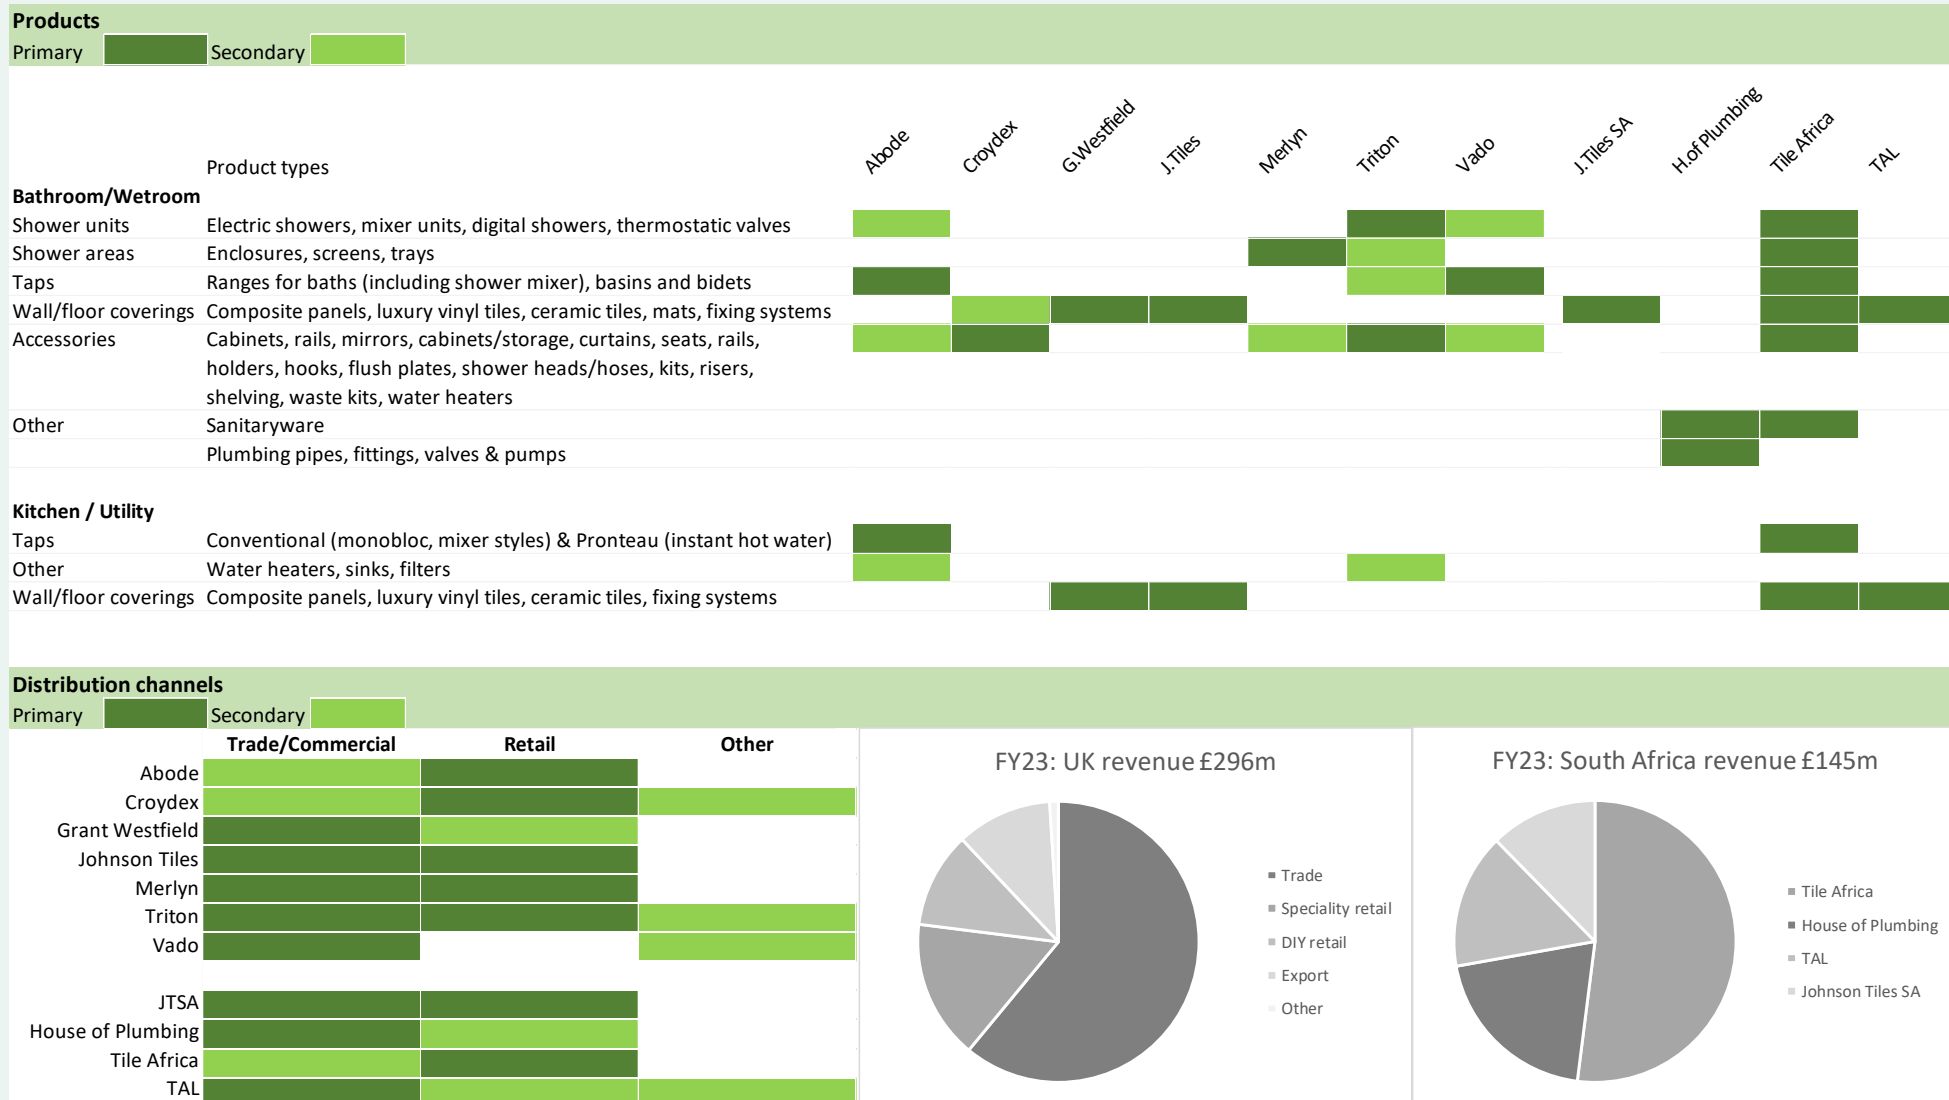 Products
Primary Secondary
Product types Abode Croydex G.Westfield J.Tiles Merlyn Triton Vado J.Tiles SA H.of Plumbing Tile Africa TAL
Bathroom/Wetroom
Shower units Electric showers, mixer units, digital showers, thermostatic valves
Shower areas Enclosures, screens, trays
Taps Ranges for baths (including shower mixer), basins and bidets
Wall/floor coverings Composite panels, luxury vinyl tiles, ceramic tiles, mats, fixing systems
Accessories Cabinets, rails, mirrors, cabinets/storage, curtains, seats, rails,
holders, hooks, flush plates, shower heads/hoses, kits, risers,
shelving, waste kits, water heaters
Other Sanitaryware
Plumbing pipes, fittings, valves & pumps
Kitchen / Utility
Taps Conventional (monobloc, mixer styles) & Pronteau (instant hot water)
Other Water heaters, sinks, filters
Wall/floor coverings Composite panels, luxury vinyl tiles, ceramic tiles, fixing systems
Distribution channels
Primary Secondary
Trade/Commercial Retail Other
Abode
Croydex
Grant Westfield
Johnson Tiles
Merlyn
Triton
Vado
JTSA
House of Plumbing
Tile Africa
TAL
FY23: UK revenue £296m
Trade
Speciality retail
DIY retail
Export
Other
FY23: South Africa revenue £145m
Tile Africa
House of Plumbing
TAL
Johnson Tiles SA